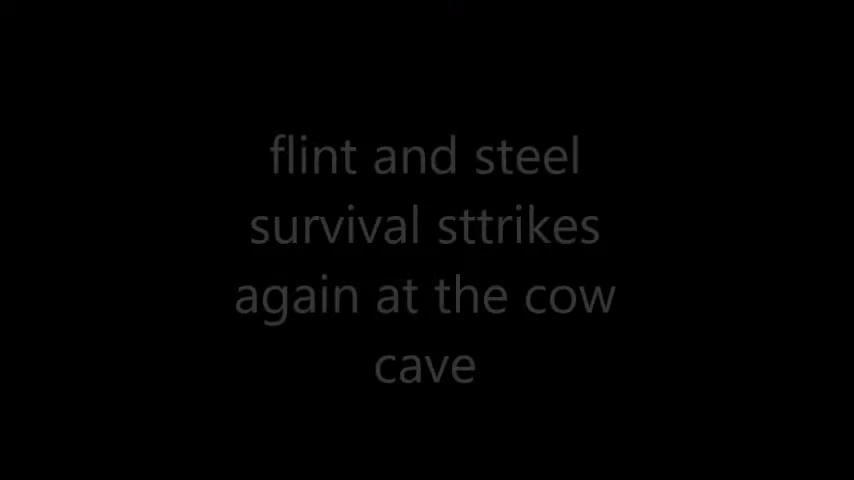 flint and steel
survival sttrikes
again at the cow
cave